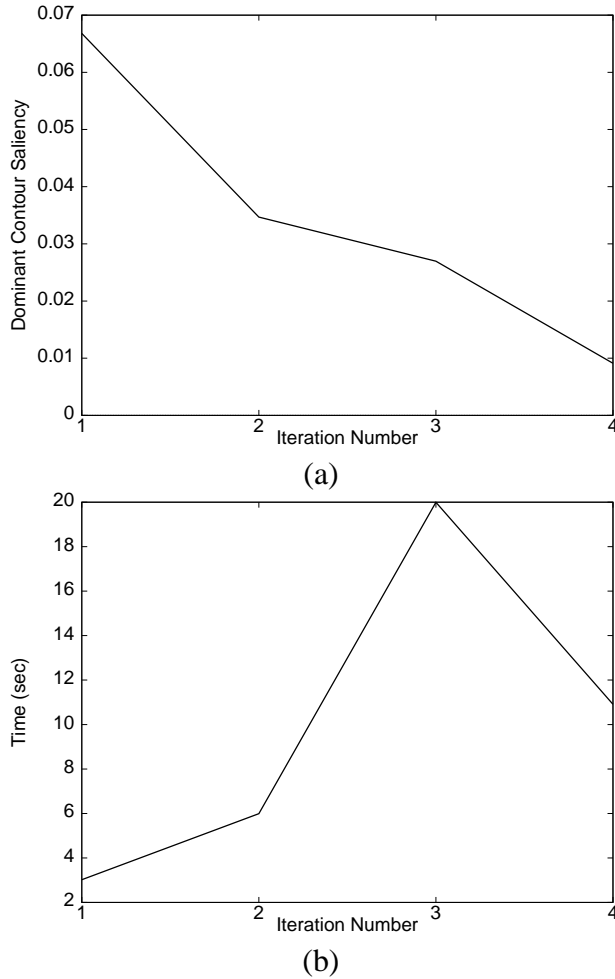 0.07
0.06
0.05
0.04
0.03
0.02
0.01
0
Dominant Contour Saliency
1 2 3 4
Iteration Number
(a)
20
18
16
14
12
10
8
6
4
2
Time (sec)
1 2 3 4
Iteration Number
(b)